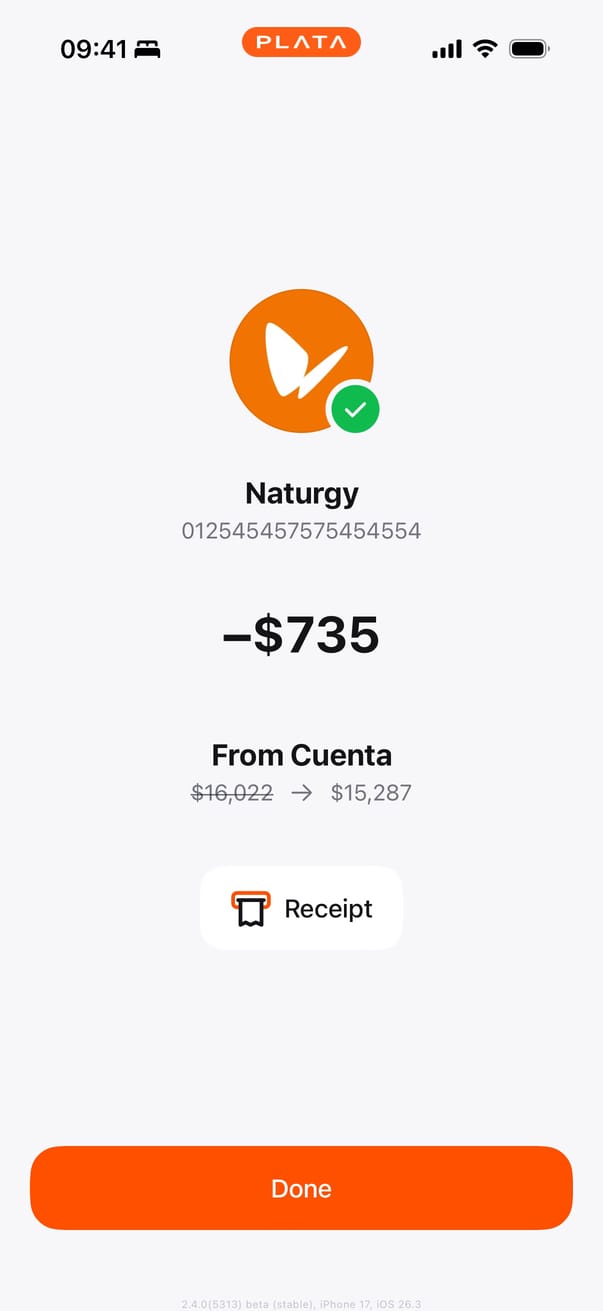 09:41
PLATA
Naturgy
012545457575454554
–$735
From Cuenta
$16,022 → $15,287
Receipt
Done
2.4.0(5313) beta (stable), iPhone 17, iOS 26.3